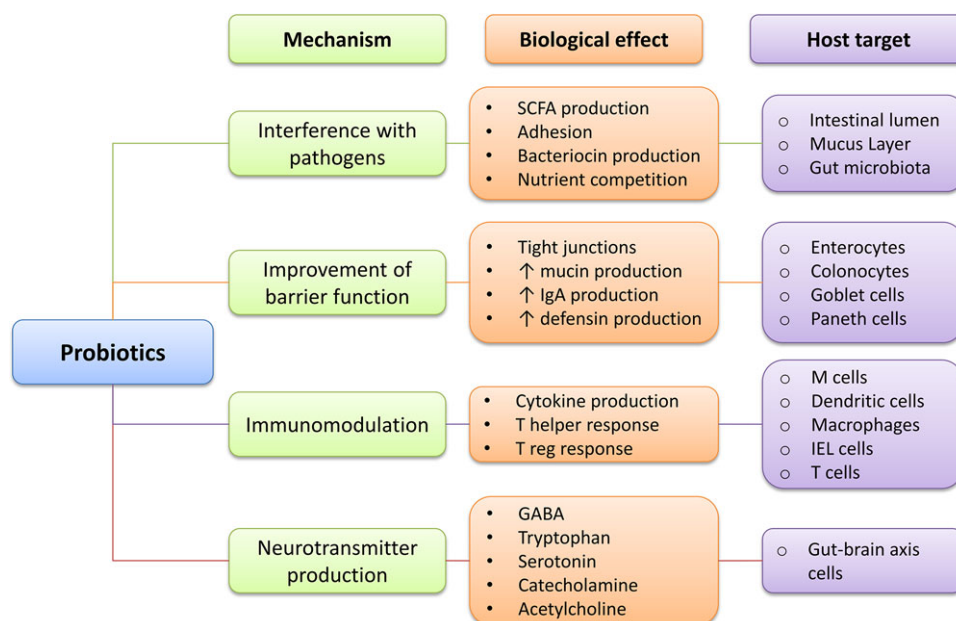 Mechanism
Biological effect
Host target
Probiotics
Interference with
pathogens
• SCFA production
• Adhesion
• Bacteriocin production
• Nutrient competition
○ Intestinal lumen
○ Mucus Layer
○ Gut microbiota
Improvement of
barrier function
• Tight junctions
• ↑ mucin production
• ↑ IgA production
• ↑ defensin production
○ Enterocytes
○ Colonocytes
○ Goblet cells
○ Paneth cells
Immunomodulation
• Cytokine production
• T helper response
• T reg response
○ M cells
○ Dendritic cells
○ Macrophages
○ IEL cells
○ T cells
Neurotransmitter
production
• GABA
• Tryptophan
• Serotonin
• Catecholamine
• Acetylcholine
○ Gut-brain axis
cells